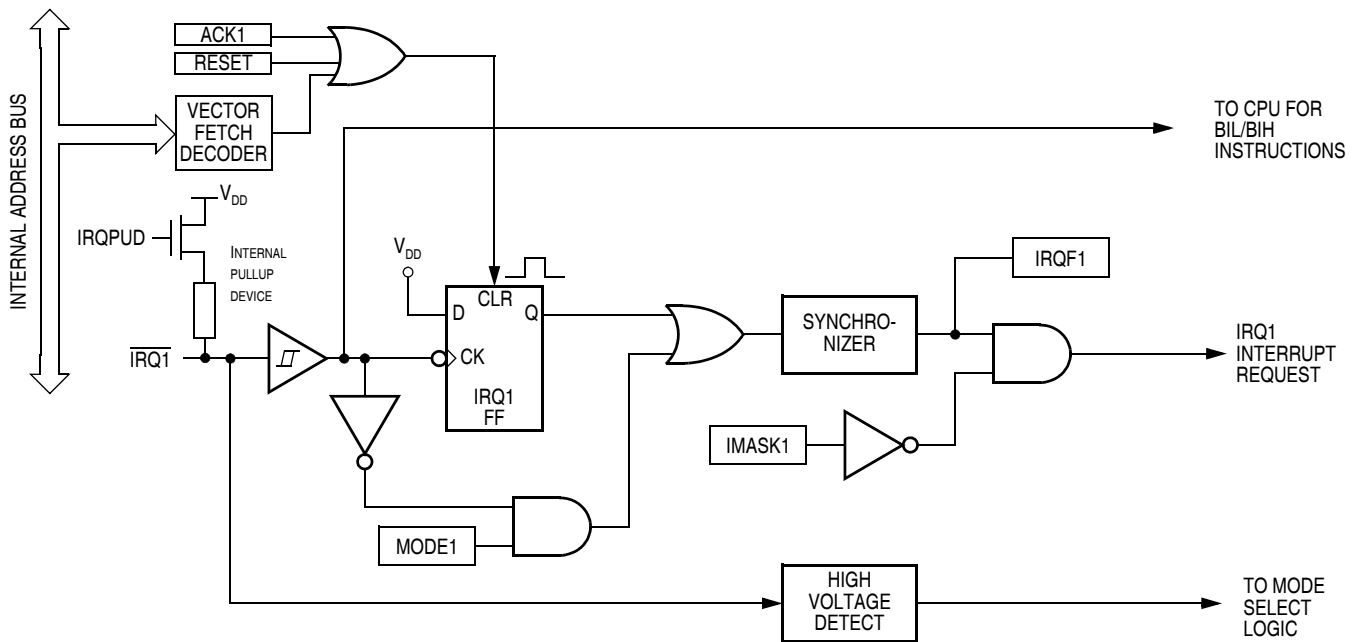 INTERNAL ADDRESS BUS
ACK1
RESET
VECTOR
FETCH
DECODER
TO CPU FOR
BIL/BIH
INSTRUCTIONS
VDD
IRQPUD
INTERNAL
PULLUP
DEVICE
VDD
CLR
D
Q
CK
IRQ1
FF
IRQ1
SYNCHRO-
NIZER
IRQF1
IRQ1
INTERRUPT
REQUEST
IMASK1
MODE1
HIGH
VOLTAGE
DETECT
TO MODE
SELECT
LOGIC